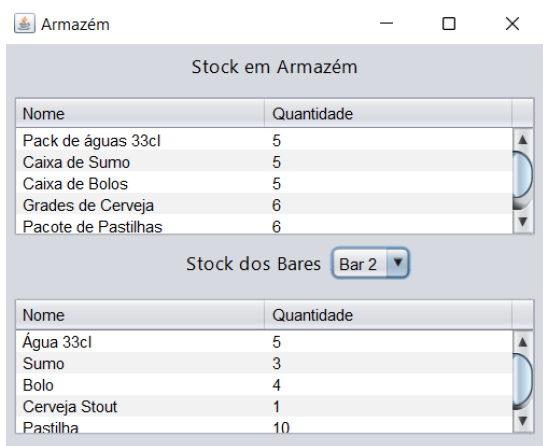 Armazém
Stock em Armazém
Nome Quantidade
Pack de águas 33cl 5
Caixa de Sumo 5
Caixa de Bolos 5
Grades de Cerveja 6
Pacote de Pastilhas 6
Stock dos Bares Bar 2
Nome Quantidade
Água 33cl 5
Sumo 3
Bolo 4
Cerveja Stout 1
Pastilha 10